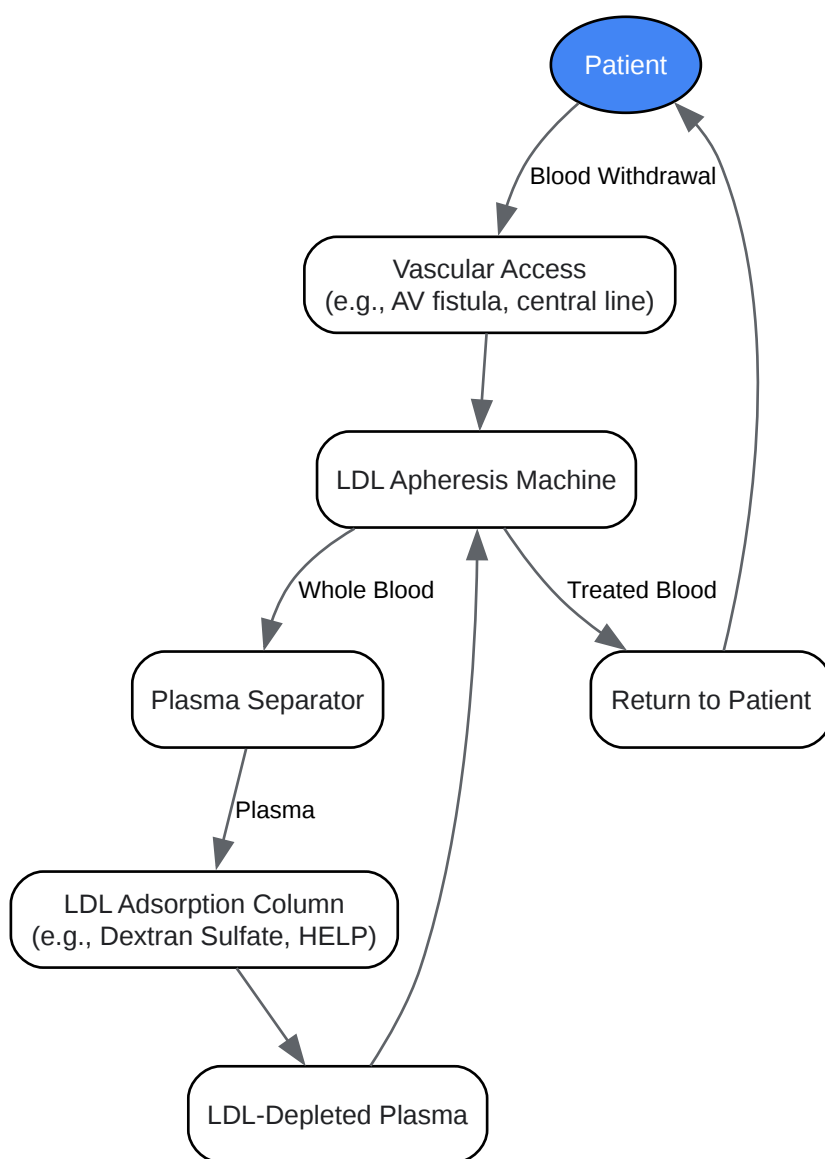 Patient
Blood Withdrawal
Vascular Access
(e.g., AV fistula, central line)
LDL Apheresis Machine
Whole Blood
Treated Blood
Plasma Separator
Return to Patient
Plasma
LDL Adsorption Column
(e.g., Dextran Sulfate, HELP)
LDL-Depleted Plasma